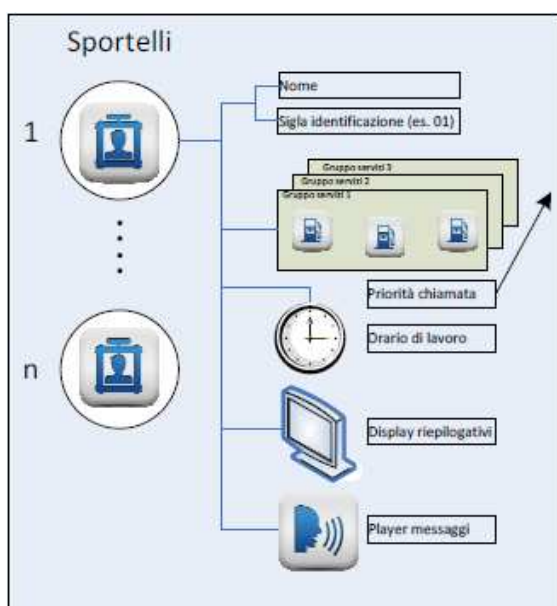 Sportelli
1
Nome
Sigla identificazione (es. 01)
Gruppo servizi 3
Gruppo servizi 2
Gruppo servizi 1
Priorità chiamata
Orario di lavoro
n
Display riepilogativi
Player messaggi